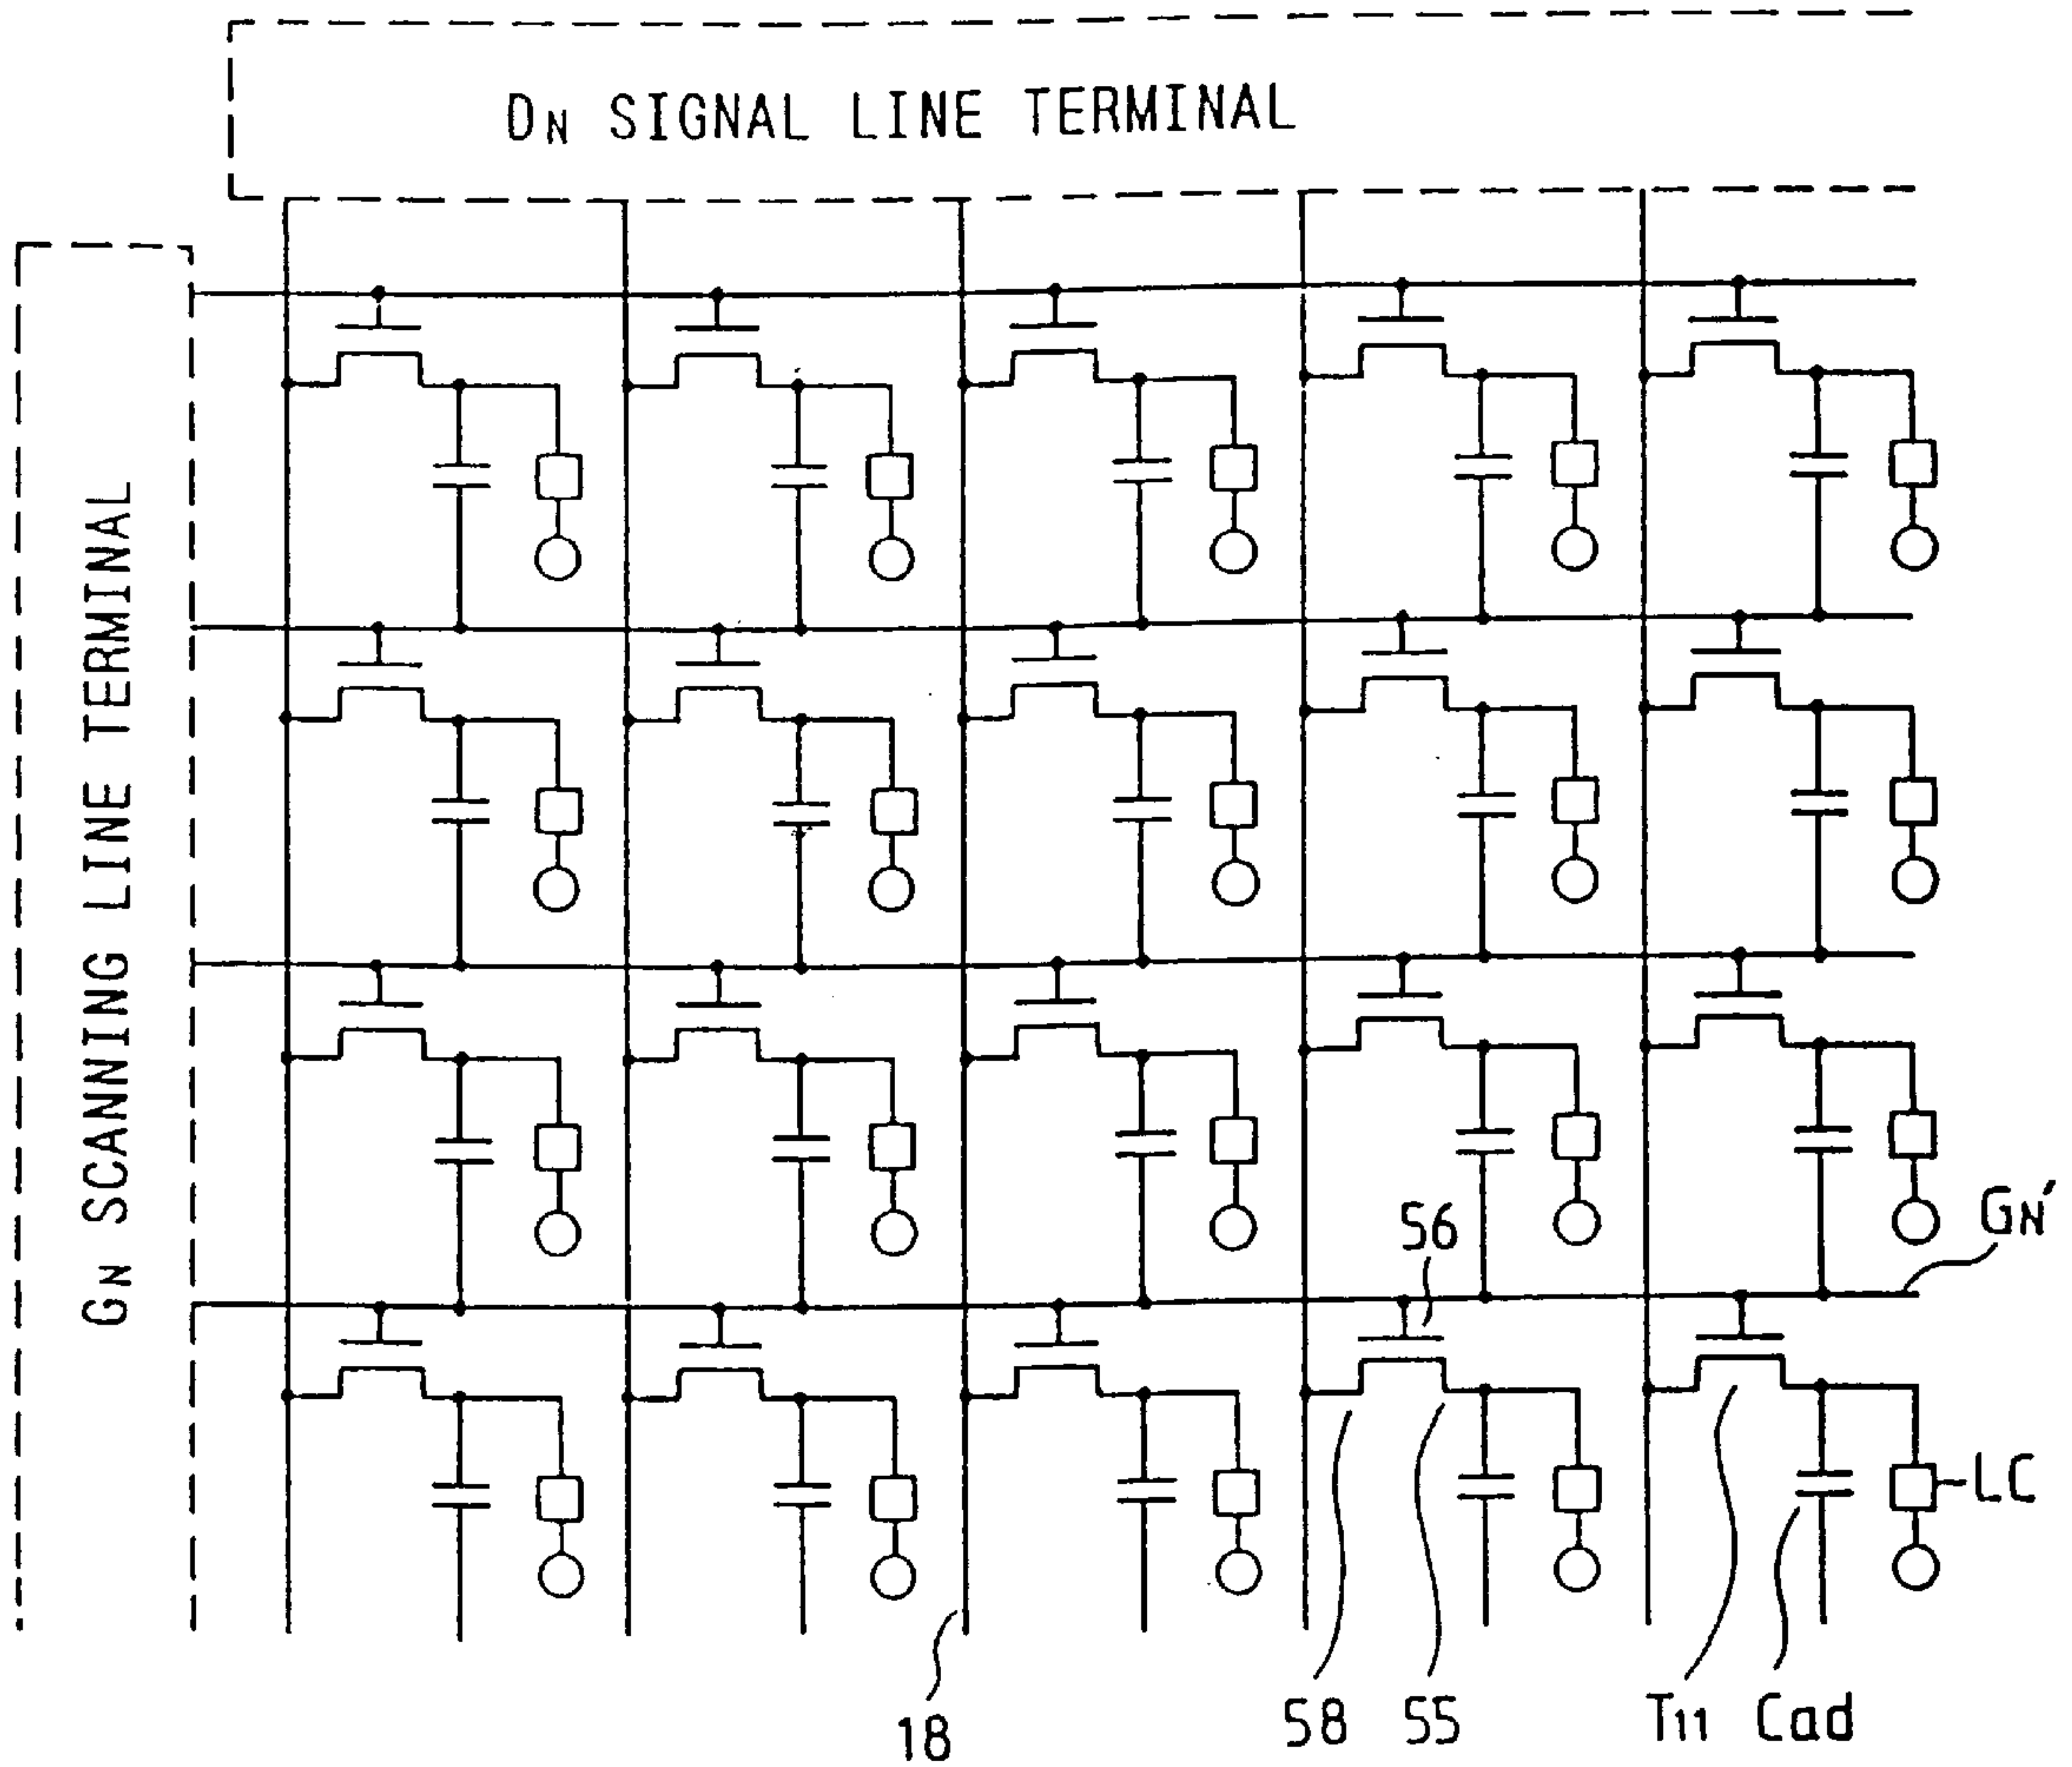 DN SIGNAL LINE TERMINAL
GN SCANNING LINE TERMINAL
GN'
56
LC
18
58
55
T11
Cad